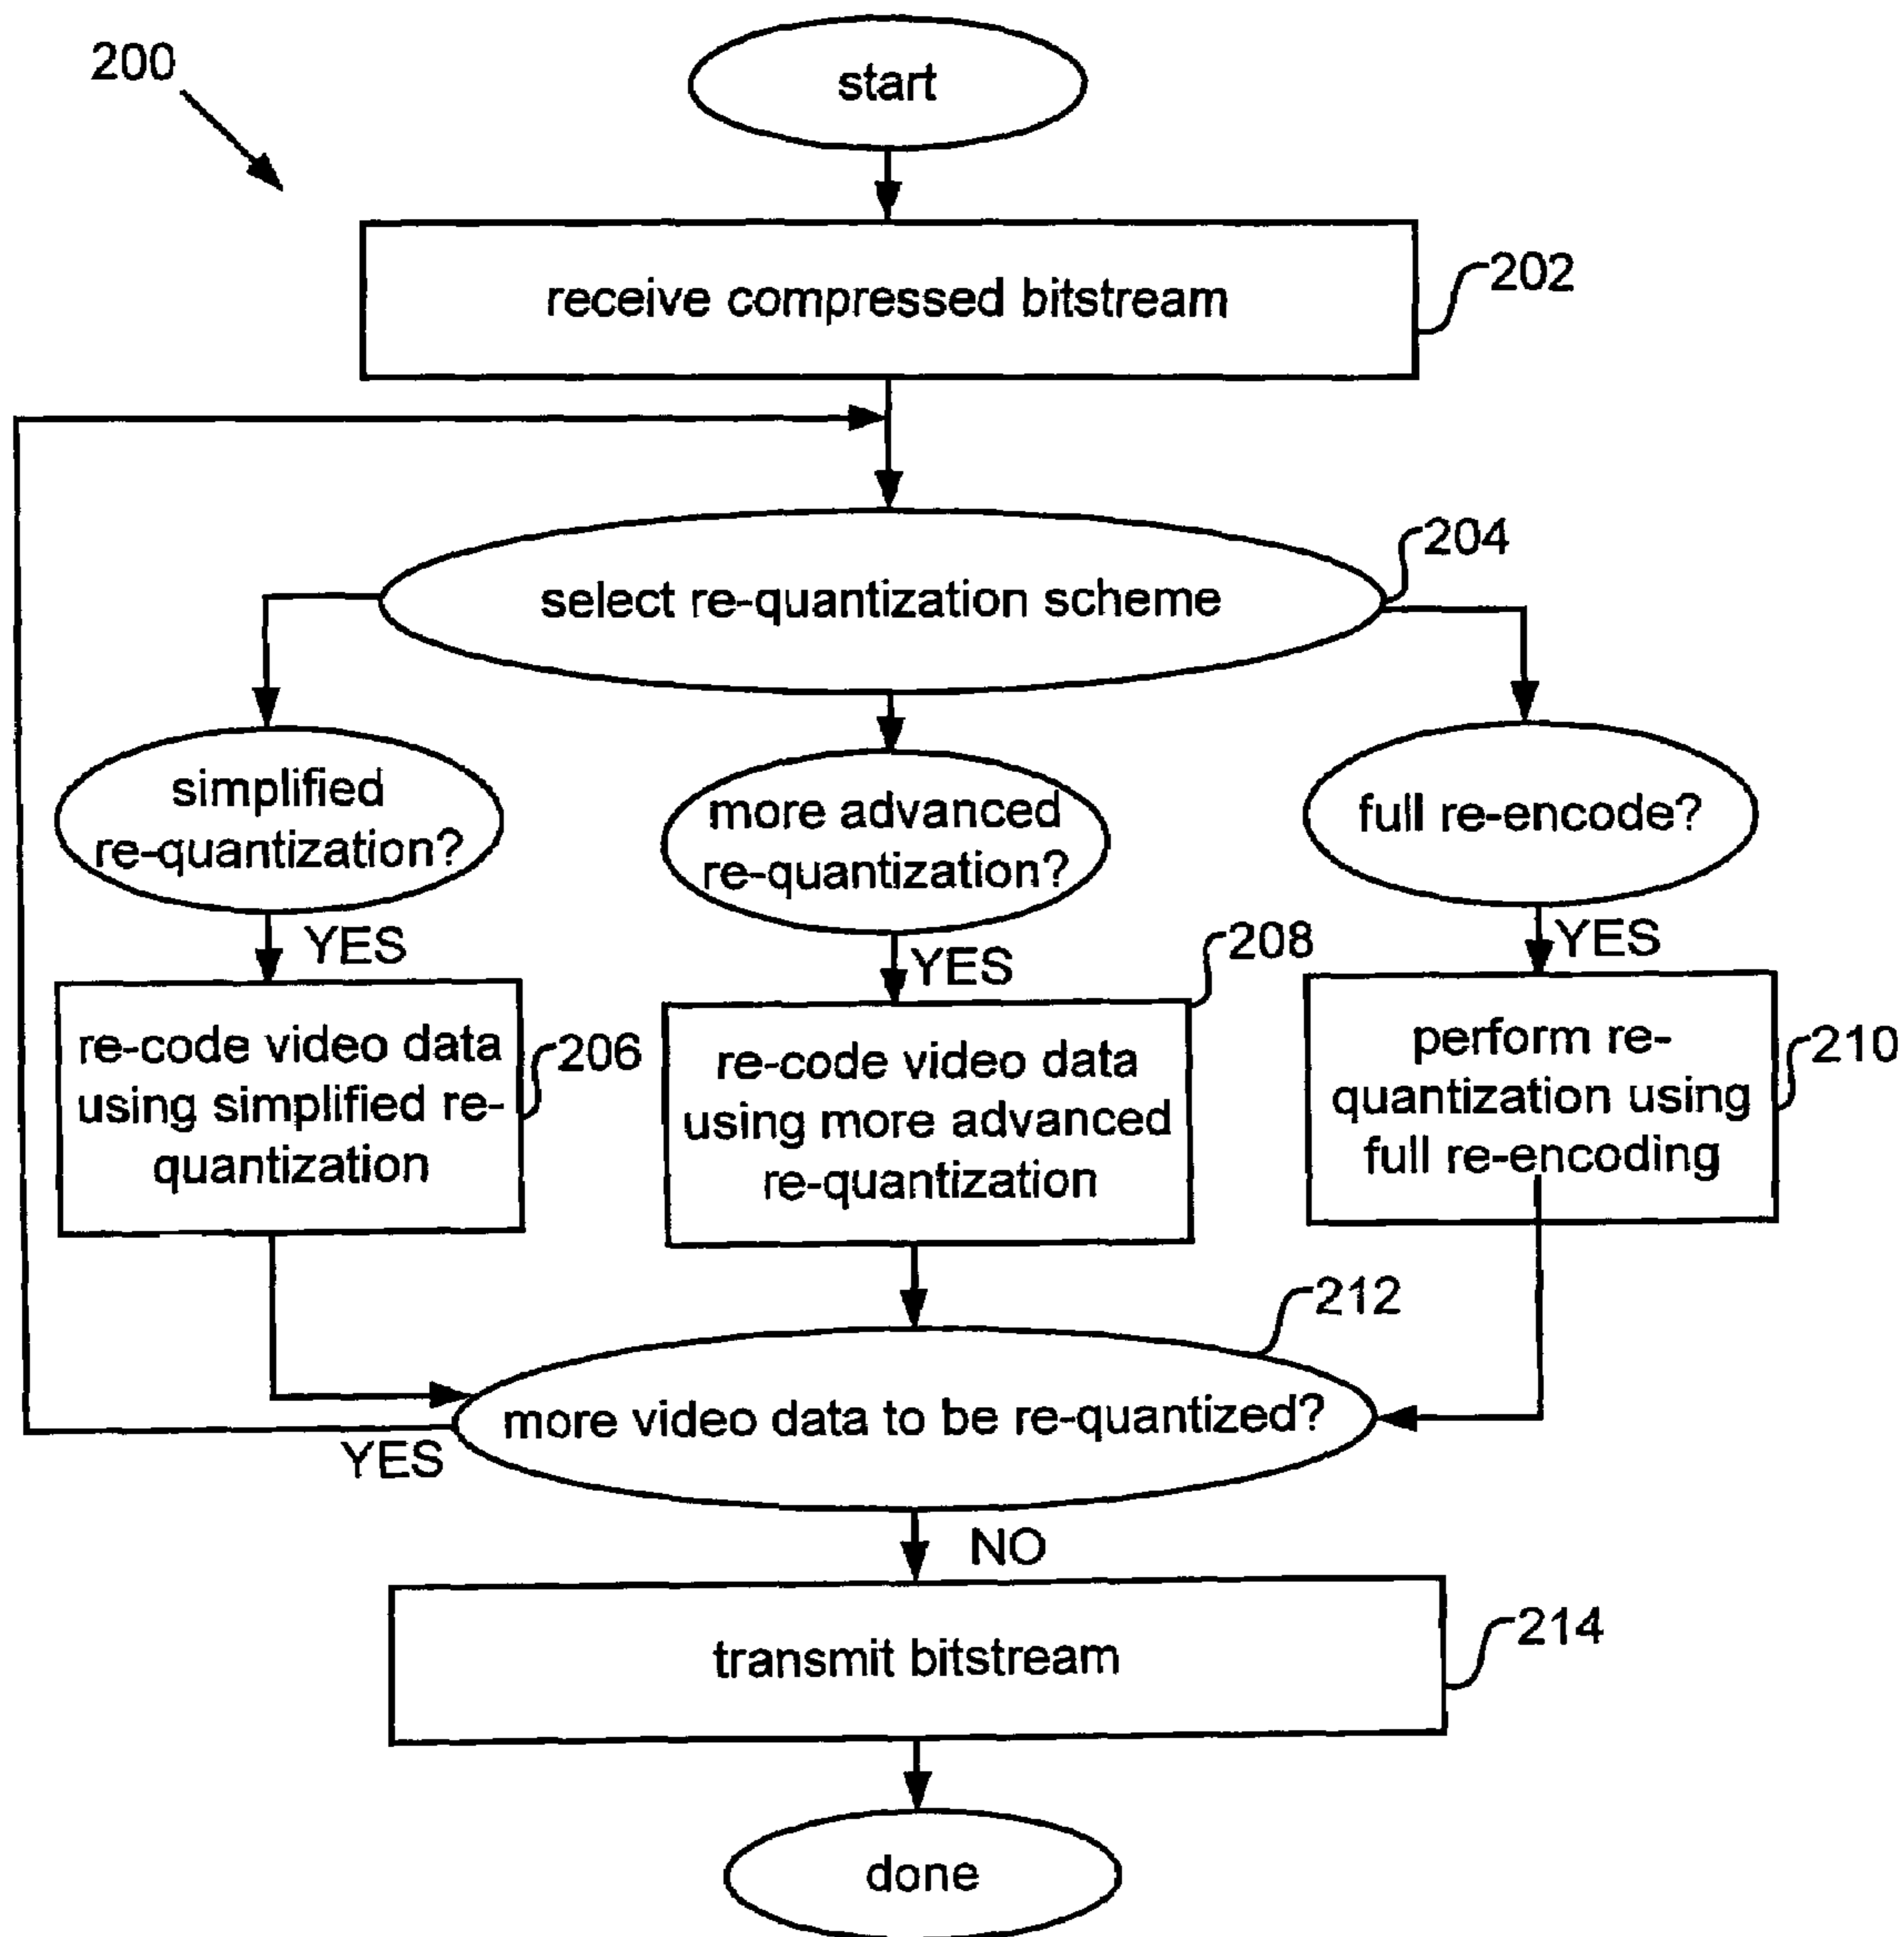 200
start
receive compressed bitstream
202
204
select re-quantization scheme
simplified
re-quantization?
more advanced
re-quantization?
full re-encode?
YES
YES
YES
208
re-code video data
using simplified re-
quantization
206
re-code video data
using more advanced
re-quantization
perform re-
quantization using
full re-encoding
210
212
more video data to be re-quantized?
YES
NO
transmit bitstream
214
done